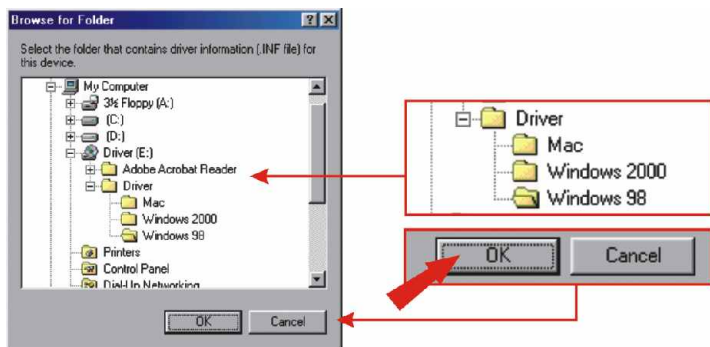 Browse for Folder
Select the folder that contains driver information (.INF file) for
this device.
My Computer
3½ Floppy (A:)
(C:)
(D:)
Driver (E:)
Adobe Acrobat Reader
Driver
Mac
Windows 2000
Windows 98
Printers
Control Panel
Dial-Up Networking
OK
Cancel
Driver
Mac
Windows 2000
Windows 98
OK
Cancel